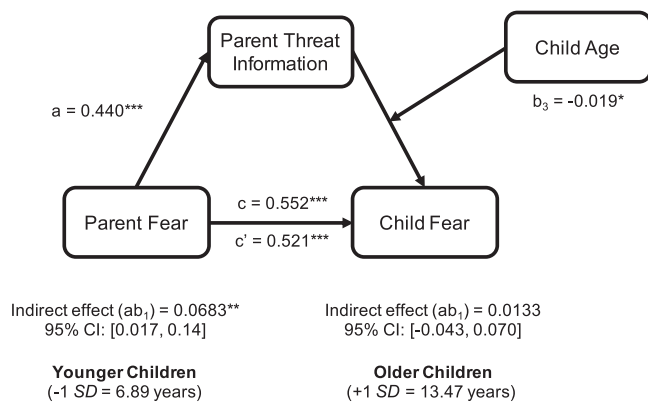 Parent Threat
Information
Child Age
a = 0.440***
b₃ = -0.019*
Parent Fear
c = 0.552***
c' = 0.521***
Child Fear
Indirect effect (ab₁) = 0.0683**
95% CI: [0.017, 0.14]
Indirect effect (ab₁) = 0.0133
95% CI: [-0.043, 0.070]
Younger Children
(-1 SD = 6.89 years)
Older Children
(+1 SD = 13.47 years)